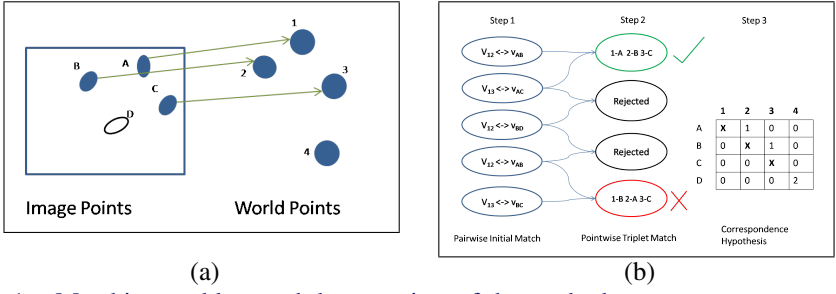 1
A
B
2
3
C
D
4
Image Points
World Points
(a)
Step 1
Step 2
Step 3
V12 <-> vAB
V13 <-> vAC
V12 <-> vBD
V12 <-> vAB
V13 <-> vBC
1-A 2-B 3-C
Rejected
Rejected
1-B 2-A 3-C
1 2 3 4
A X 1 0 0
B 0 X 1 0
C 0 0 X 0
D 0 0 0 2
Pairwise Initial Match
Pointwise Triplet Match
Correspondence
Hypothesis
(b)